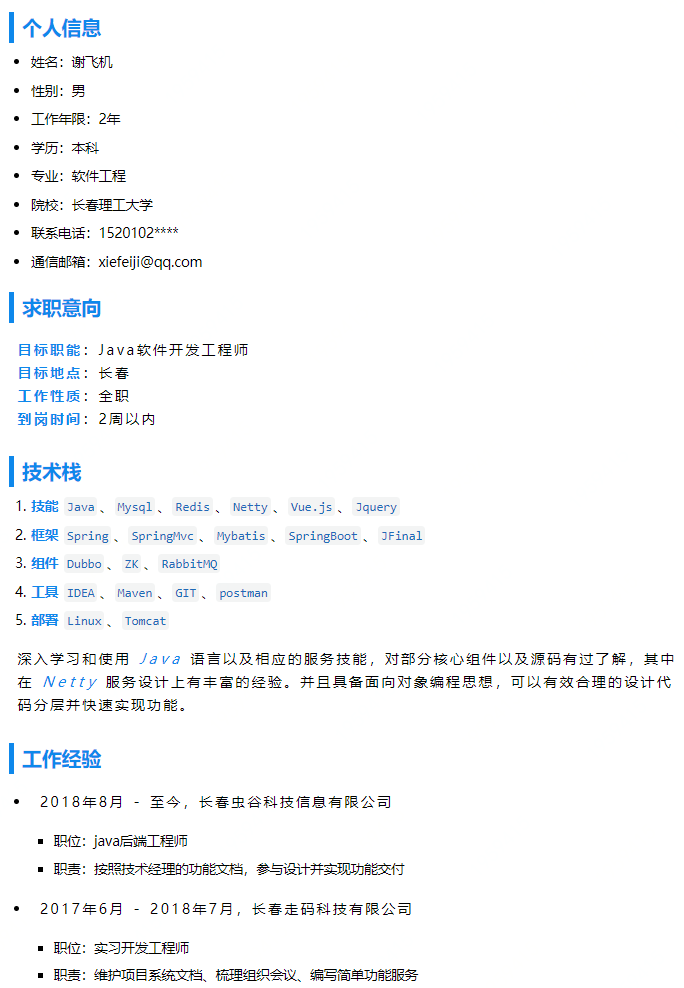 个人信息
姓名：谢飞机
性别：男
工作年限：2年
学历：本科
专业：软件工程
院校：长春理工大学
联系电话：1520102****
通信邮箱：xiefeiji@qq.com
求职意向
目标职能：Java软件开发工程师
目标地点：长春
工作性质：全职
到岗时间：2周以内
技术栈
1. 技能 Java 、 Mysql 、 Redis 、 Netty 、 Vue.js 、 Jquery
2. 框架 Spring 、 SpringMvc 、 Mybatis 、 SpringBoot 、 JFinal
3. 组件 Dubbo 、 ZK 、 RabbitMQ
4. 工具 IDEA 、 Maven 、 GIT 、 postman
5. 部署 Linux 、 Tomcat
深入学习和使用 Java 语言以及相应的服务技能，对部分核心组件以及源码有过了解，其中
在 Netty 服务设计上有丰富的经验。并且具备面向对象编程思想，可以有效合理的设计代
码分层并快速实现功能。
工作经验
2018年8月 - 至今，长春虫谷科技信息有限公司
职位：java后端工程师
职责：按照技术经理的功能文档，参与设计并实现功能交付
2017年6月 - 2018年7月，长春走码科技有限公司
职位：实习开发工程师
职责：维护项目系统文档、梳理组织会议、编写简单功能服务